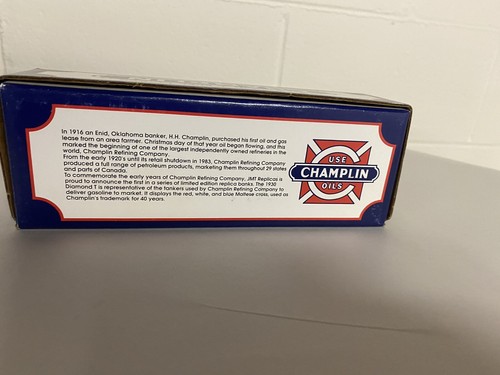 In 1916 an Enid, Oklahoma banker, H.H. Champlin, purchased his first oil and gas
lease from an area farmer. Christmas day of that year oil began flowing, and this
marked the beginning of one of the largest independently owned refineries in the
world, Champlin Refining Company.
From the early 1920's until its retail shutdown in 1983, Champlin Refining Company
produced a full range of petroleum products, marketing them throughout 29 states
and parts of Canada.
To commemorate the early years of Champlin Refining Company, JMT Replicas is
proud to announce the first in a series of limited edition replica banks. The 1930
Diamond T is representative of the tankers used by Champlin Refining Company to
deliver gasoline to market. It displays the red, white, and blue Maltese cross, used as
Champlin's trademark for 40 years.
USE
CHAMPLIN
OILS